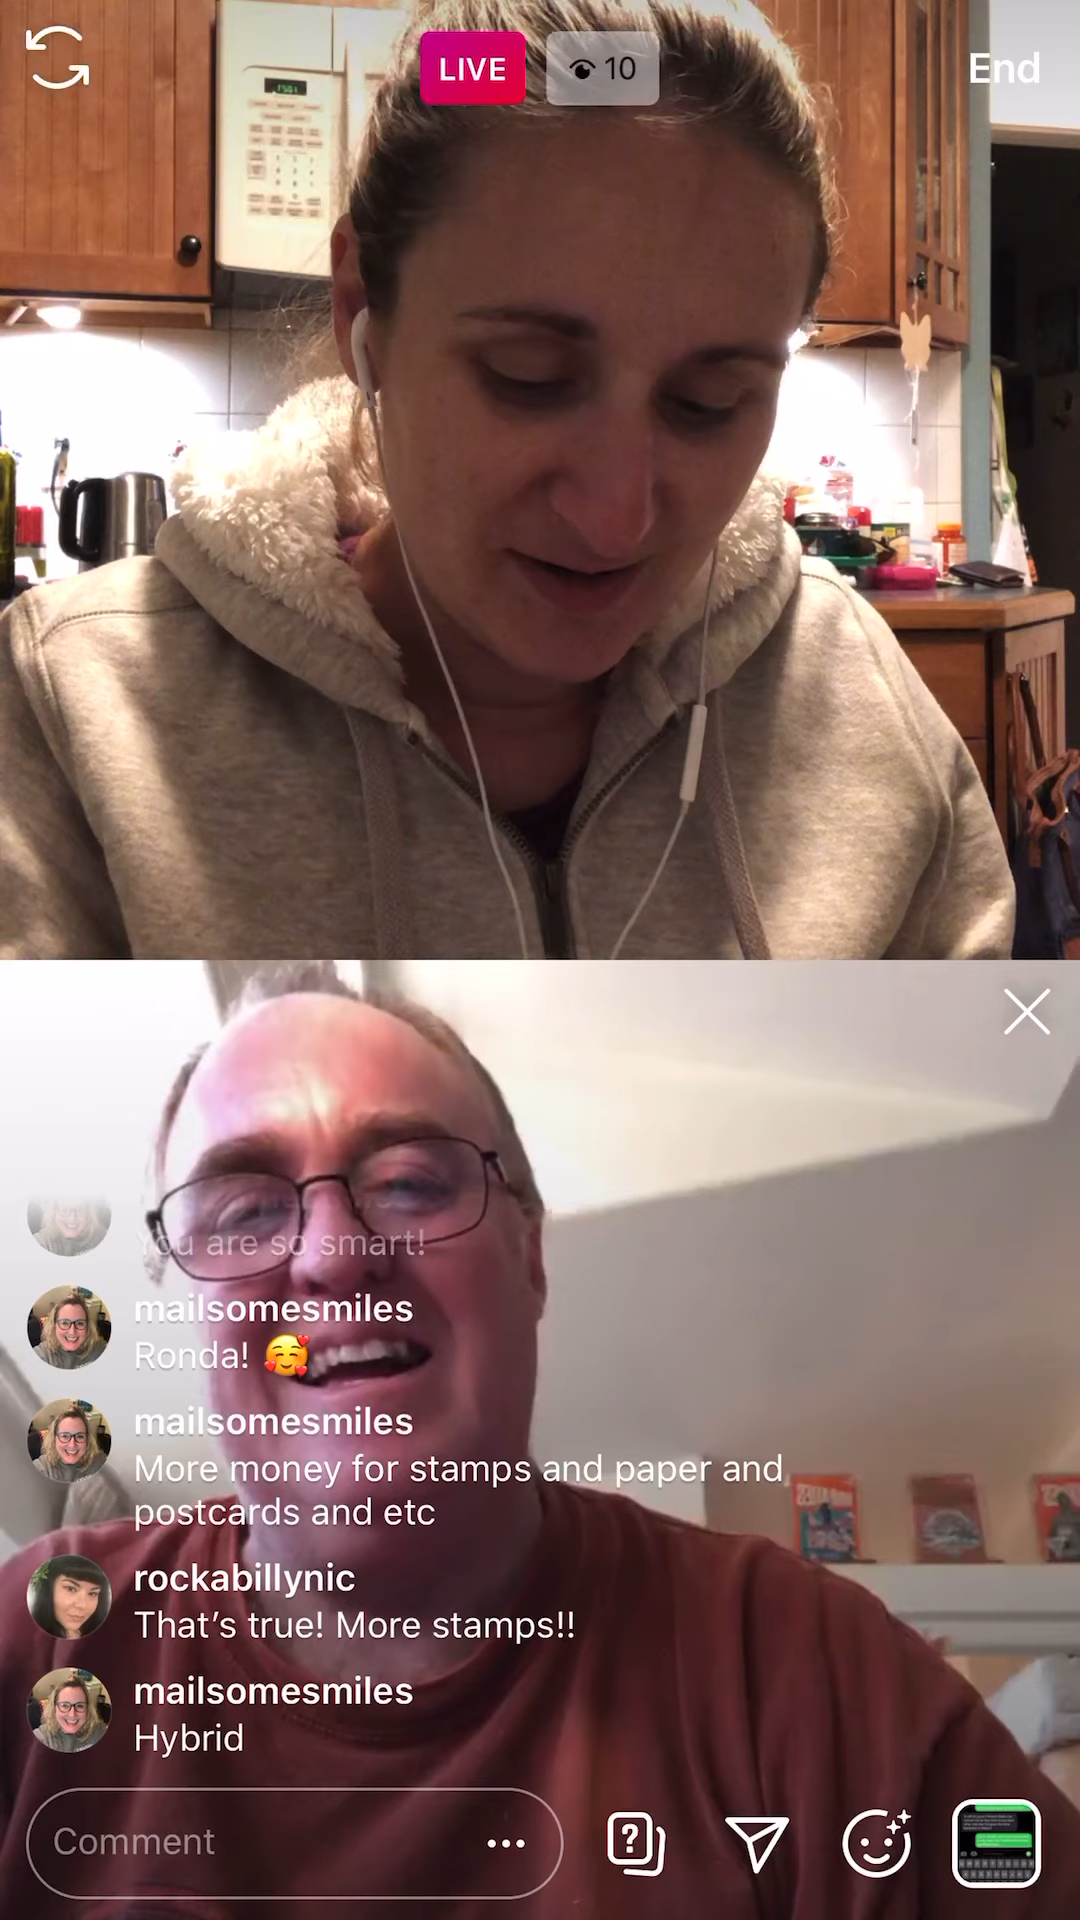 LIVE
10
End
You are so smart!
mailsomesmiles
Ronda! 🥰
mailsomesmiles
More money for stamps and paper and
postcards and etc
rockabillynic
That's true! More stamps!!
mailsomesmiles
Hybrid
Comment